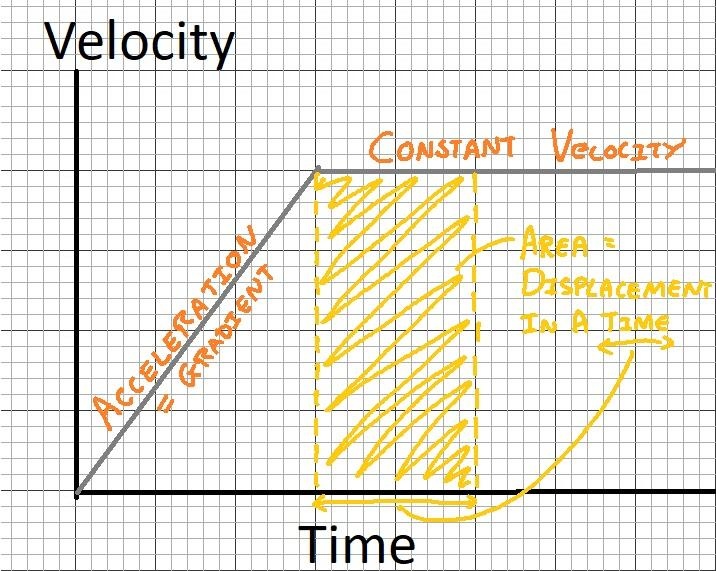 Velocity
CONSTANT VELOCITY
ACCELERATION
= GRADIENT
AREA =
DISPLACEMENT
IN A TIME
Time